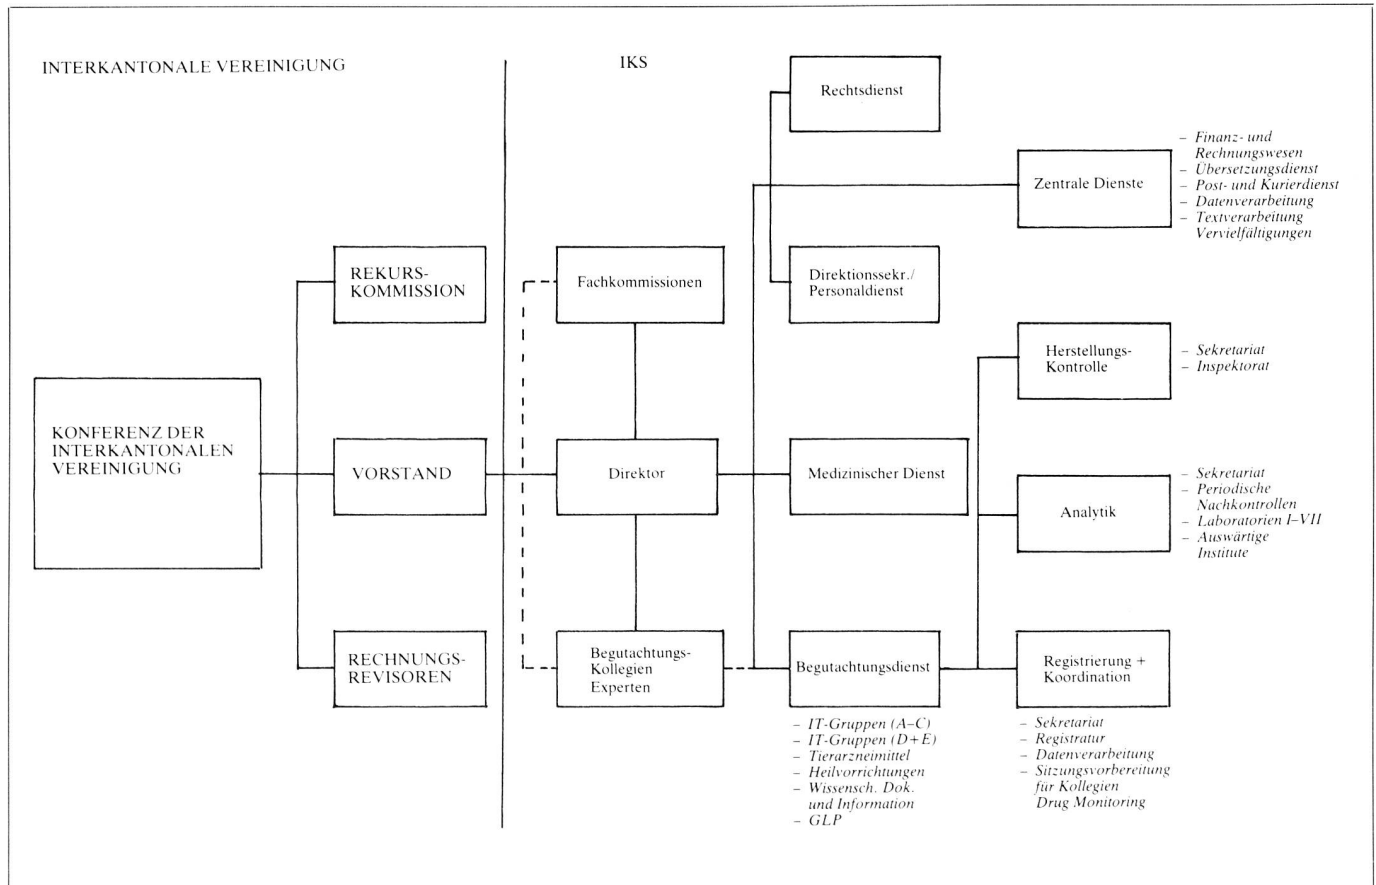 INTERKANTONALE VEREINIGUNG
IKS
KONFERENZ DER
INTERKANTONALEN
VEREINIGUNG
REKURS-
KOMMISSION
VORSTAND
RECHNUNGS-
REVISOREN
Fachkommissionen
Direktor
Begutachtungs-
Kollegien
Experten
Rechtsdienst
Direktionssekr./
Personaldienst
Medizinischer Dienst
Begutachtungsdienst
– IT-Gruppen (A–C)
– IT-Gruppen (D+E)
– Tierarzneimittel
– Heilvorrichtungen
– Wissensch. Dok.
und Information
– GLP
Zentrale Dienste
– Finanz- und
Rechnungswesen
– Übersetzungsdienst
– Post- und Kurierdienst
– Datenverarbeitung
– Textverarbeitung
Vervielfältigungen
Herstellungs-
Kontrolle
– Sekretariat
– Inspektorat
Analytik
– Sekretariat
– Periodische
Nachkontrollen
– Laboratorien I–VII
– Auswärtige
Institute
Registrierung +
Koordination
– Sekretariat
– Registratur
– Datenverarbeitung
– Sitzungsvorbereitung
für Kollegien
Drug Monitoring